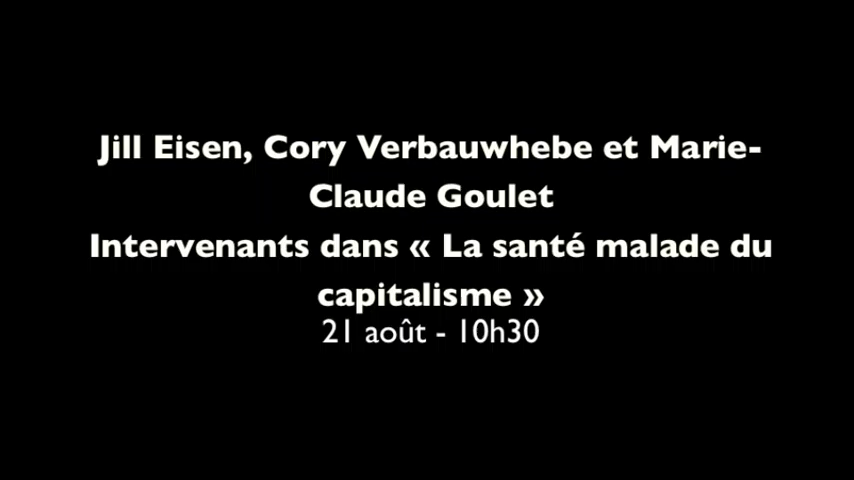 Jill Eisen, Cory Verbauwhebe et Marie-
Claude Goulet
Intervenants dans « La santé malade du
capitalisme »
21 août - 10h30